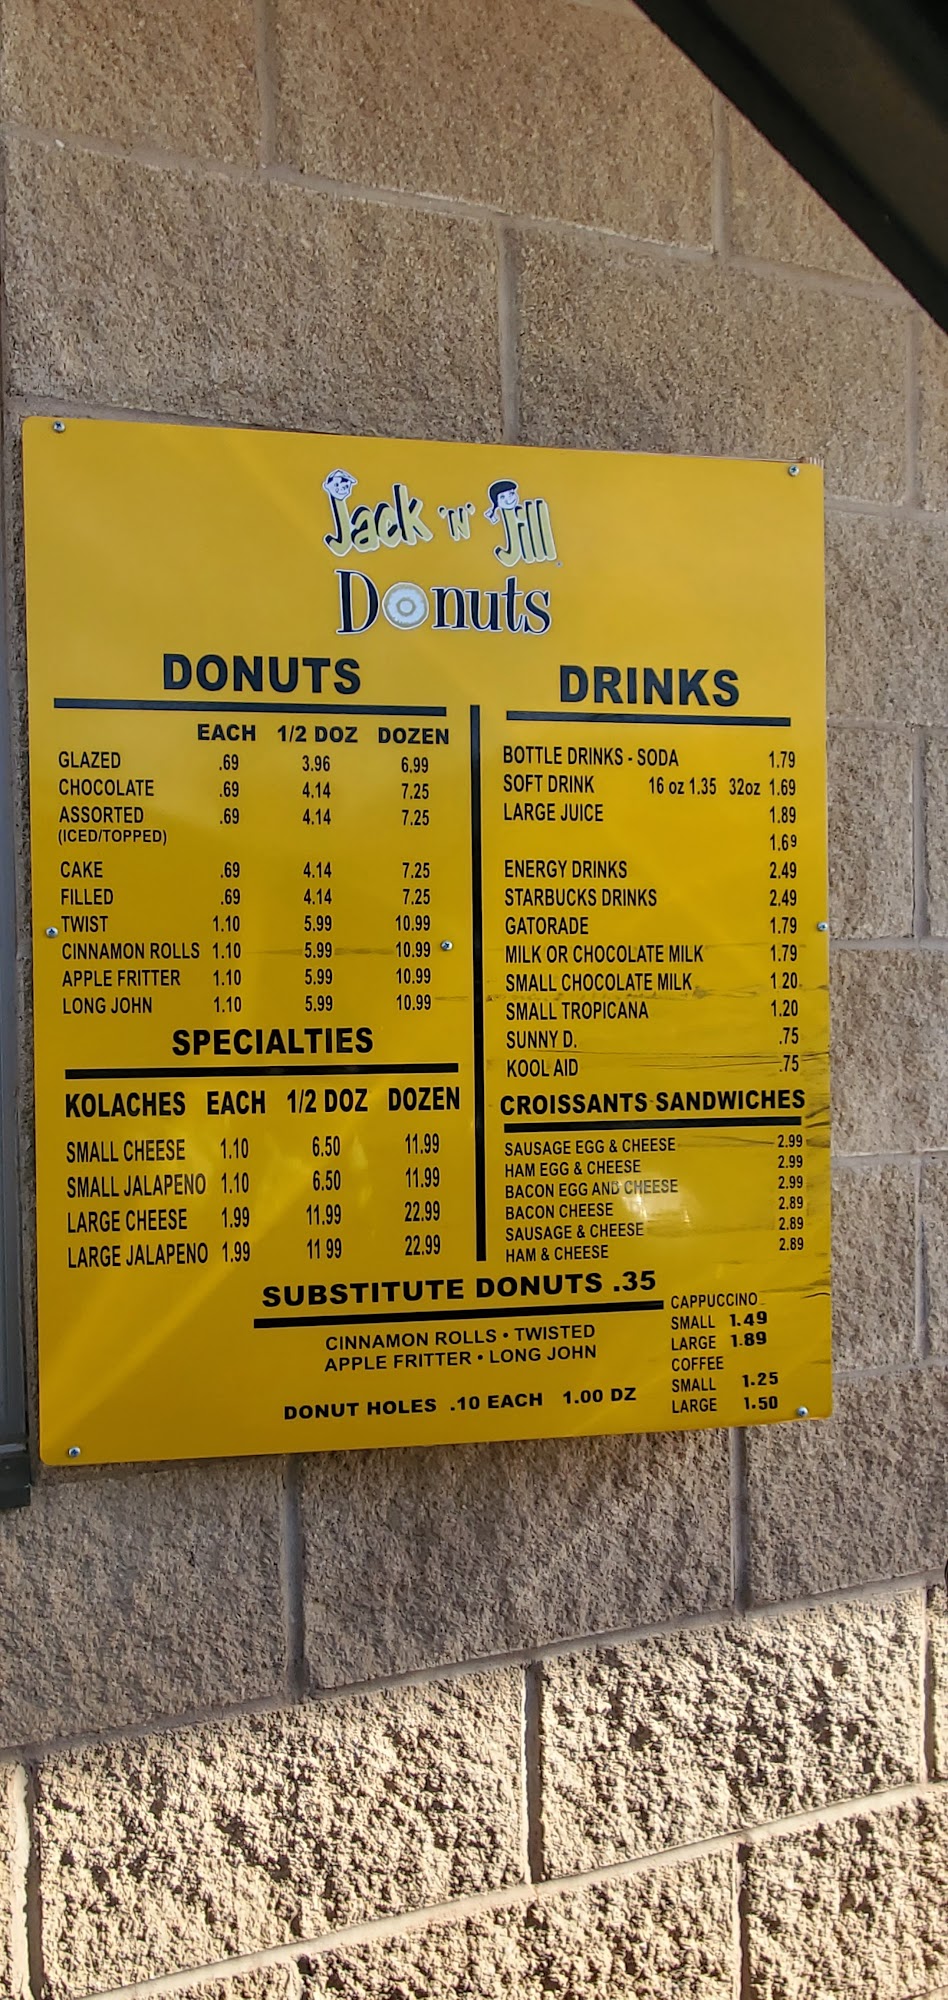 Jack 'N' Jill
Donuts
DONUTS
EACH 1/2 DOZ DOZEN
GLAZED .69 3.96 6.99
CHOCOLATE .69 4.14 7.25
ASSORTED .69 4.14 7.25
(ICED/TOPPED)
CAKE .69 4.14 7.25
FILLED .69 4.14 7.25
TWIST 1.10 5.99 10.99
CINNAMON ROLLS 1.10 5.99 10.99
APPLE FRITTER 1.10 5.99 10.99
LONG JOHN 1.10 5.99 10.99
SPECIALTIES
KOLACHES EACH 1/2 DOZ DOZEN
SMALL CHEESE 1.10 6.50 11.99
SMALL JALAPENO 1.10 6.50 11.99
LARGE CHEESE 1.99 11.99 22.99
LARGE JALAPENO 1.99 11 99 22.99
DRINKS
BOTTLE DRINKS - SODA 1.79
SOFT DRINK 16 oz 1.35 32oz 1.69
LARGE JUICE 1.89
1.69
ENERGY DRINKS 2.49
STARBUCKS DRINKS 2.49
GATORADE 1.79
MILK OR CHOCOLATE MILK 1.79
SMALL CHOCOLATE MILK 1 20
SMALL TROPICANA 1.20
SUNNY D. .75
KOOL AID .75
CROISSANTS SANDWICHES
SAUSAGE EGG & CHEESE 2.99
HAM EGG & CHEESE 2.99
BACON EGG AND CHEESE 2.99
BACON CHEESE 2.89
SAUSAGE & CHEESE 2.89
HAM & CHEESE 2.89
SUBSTITUTE DONUTS .35
CINNAMON ROLLS • TWISTED
APPLE FRITTER • LONG JOHN
DONUT HOLES .10 EACH 1.00 DZ
CAPPUCCINO
SMALL 1.49
LARGE 1.89
COFFEE
SMALL 1.25
LARGE 1.50